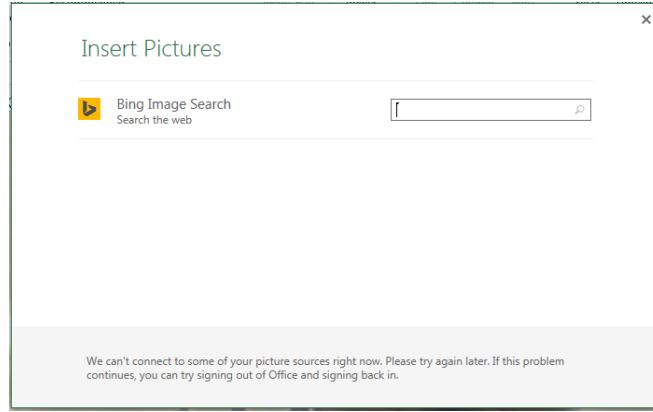 Insert Pictures
Bing Image Search
Search the web
We can't connect to some of your picture sources right now. Please try again later. If this problem
continues, you can try signing out of Office and signing back in.